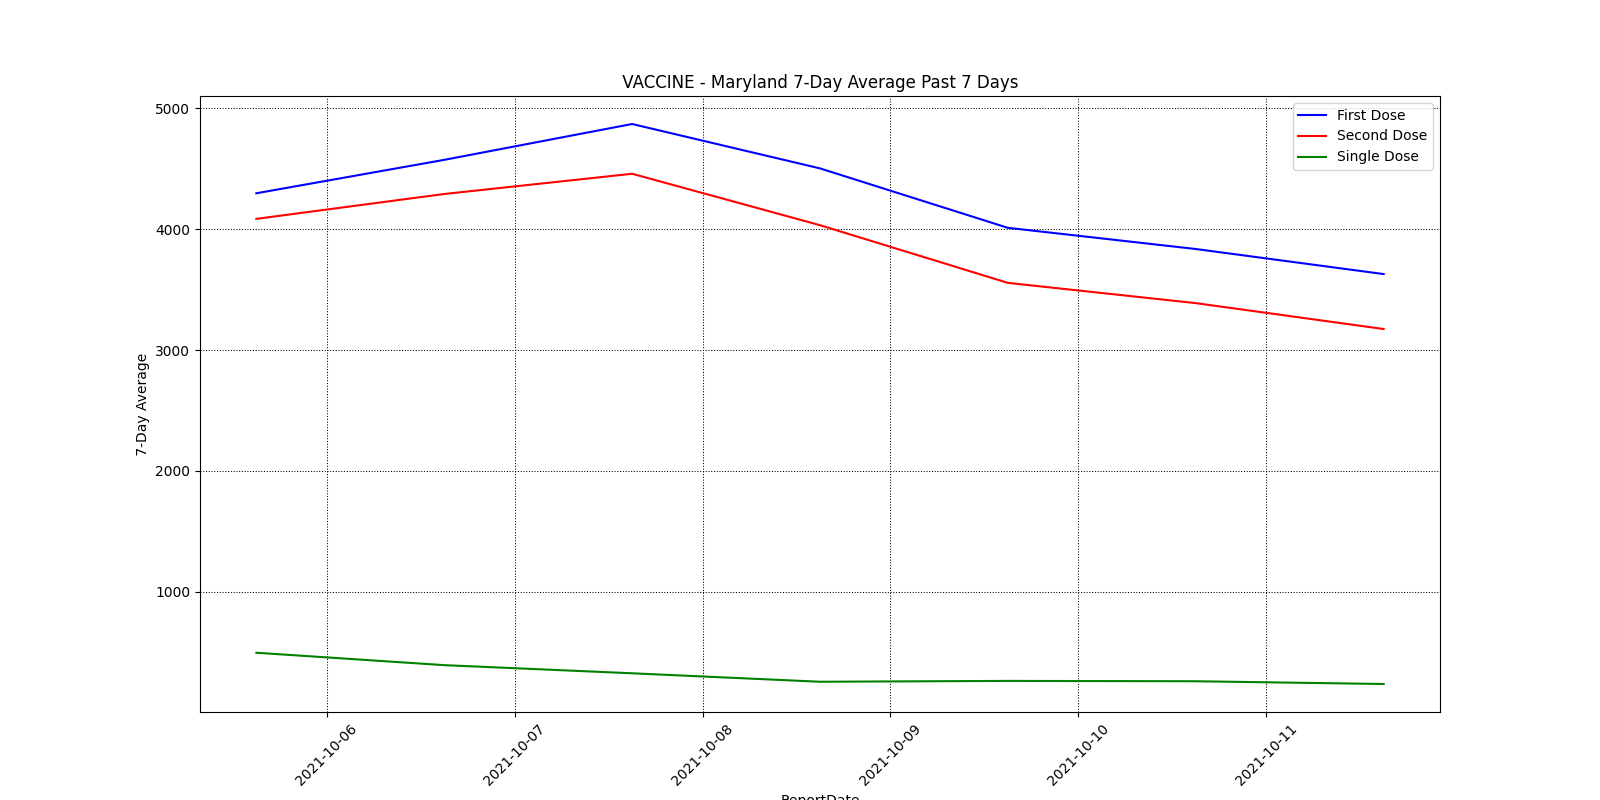 VACCINE - Maryland 7-Day Average Past 7 Days
First Dose
Second Dose
Single Dose
7-Day Average
5000
4000
3000
2000
1000
2021-10-06
2021-10-07
2021-10-08
2021-10-09
2021-10-10
2021-10-11
ReportDate